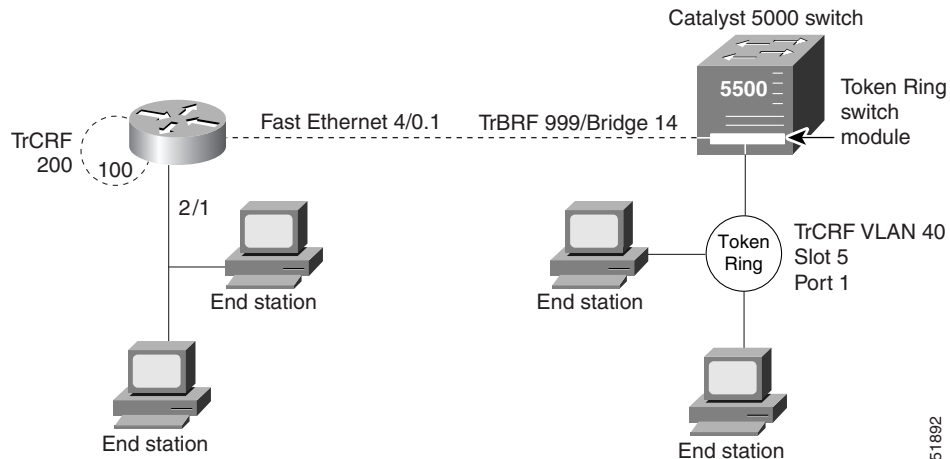 Catalyst 5000 switch
5500
Token Ring
switch
module
Fast Ethernet 4/0.1
TrBRF 999/Bridge 14
TrCRF
200
100
2/1
End station
End station
Token
Ring
TrCRF VLAN 40
Slot 5
Port 1
End station
End station
51892